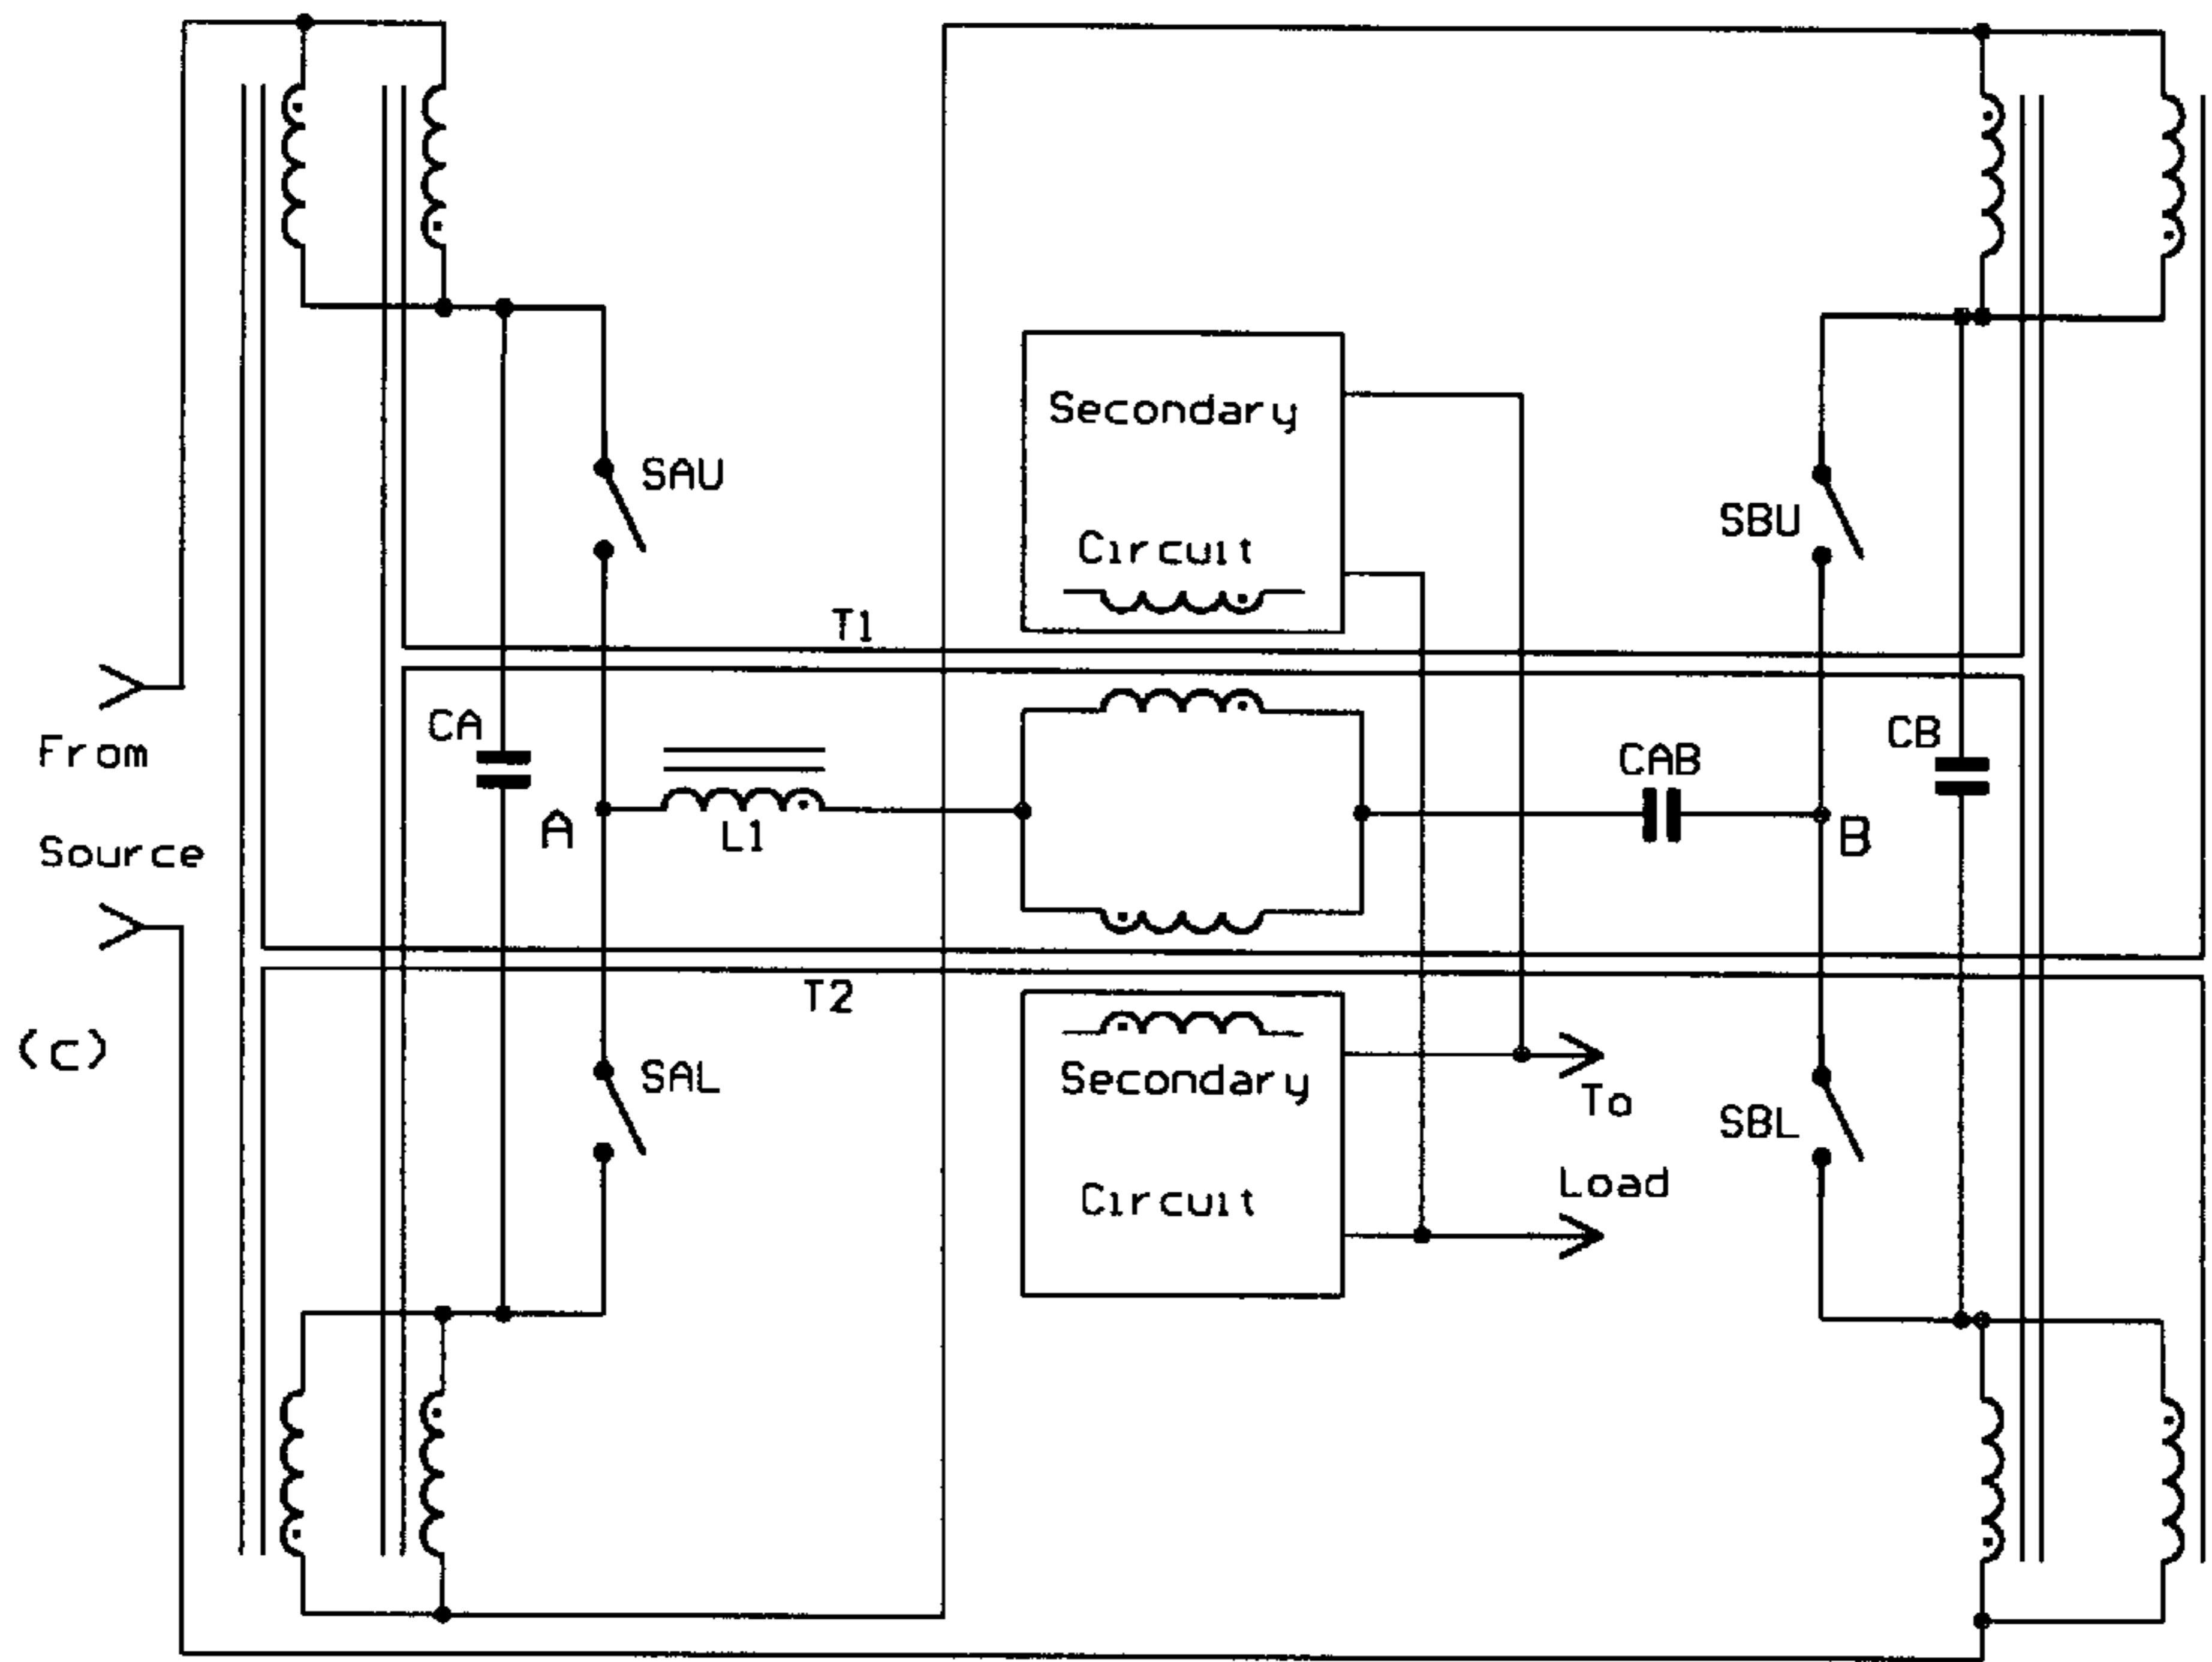 Secondary
SAU
SBU
Circuit
T1
From
CA
CAB
CB
A
L1
B
Source
T2
(c)
SAL
Secondary
To
SBL
Circuit
Load